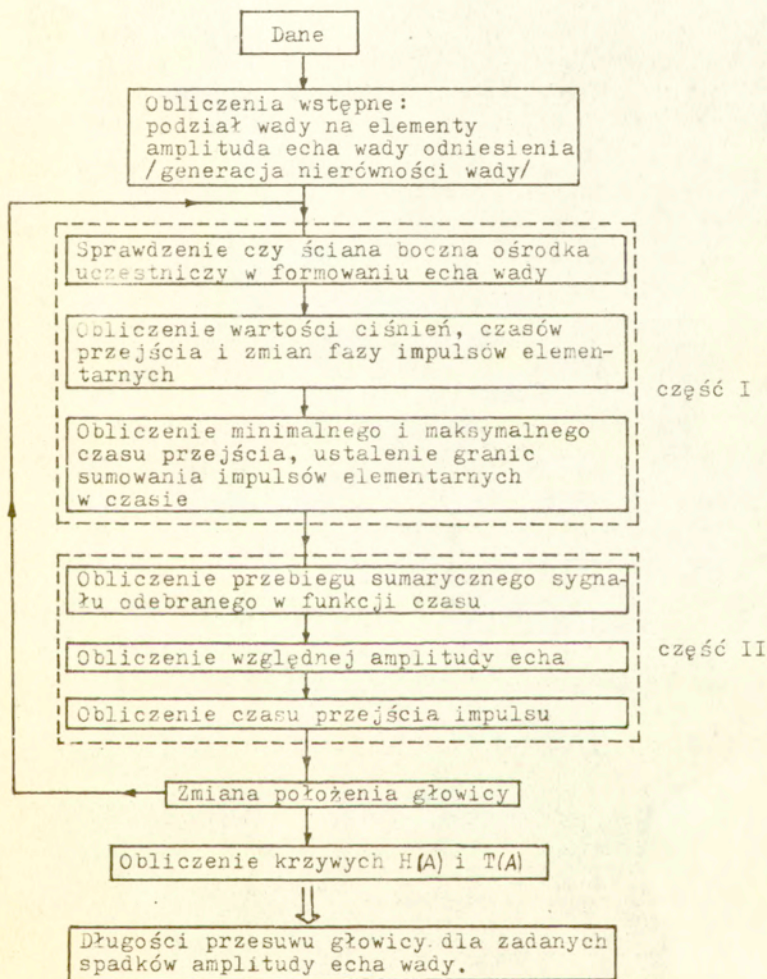 Dane
Obliczenia wstępne:
podział wady na elementy
amplituda echa wady odniesienia
/generacja nierówności wady/
Sprawdzenie czy ściana boczna ośrodka
uczestniczy w formowaniu echa wady
Obliczenie wartości ciśnień, czasów
przejścia i zmian fazy impulsów elemen-
tarnych
część I
Obliczenie minimalnego i maksymalnego
czasu przejścia, ustalenie granic
sumowania impulsów elementarnych
w czasie
Obliczenie przebiegu sumarycznego sygna-
łu odebranego w funkcji czasu
Obliczenie względnej amplitudy echa
część II
Obliczenie czasu przejścia impulsu
Zmiana położenia głowicy
Obliczenie krzywych H(A) i T(A)
Długości przesuwu głowicy dla zadanych
spadków amplitudy echa wady.